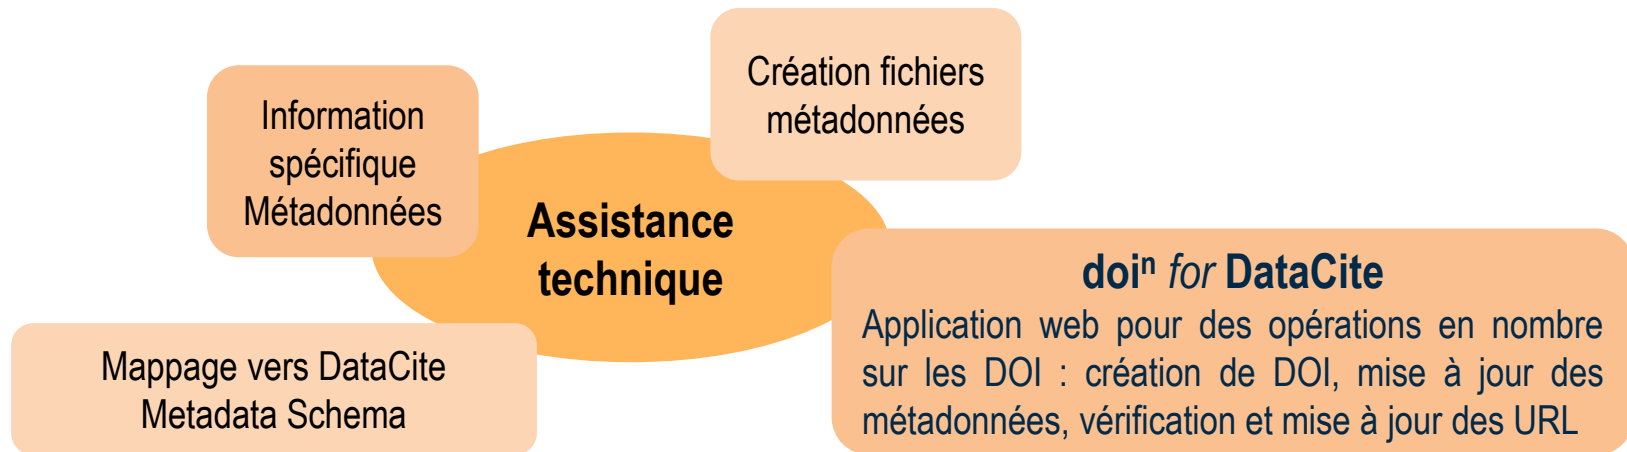 Création fichiers
métadonnées
Information
spécifique
Métadonnées
Assistance
technique
doiⁿ for DataCite
Application web pour des opérations en nombre
sur les DOI : création de DOI, mise à jour des
métadonnées, vérification et mise à jour des URL
Mappage vers DataCite
Metadata Schema